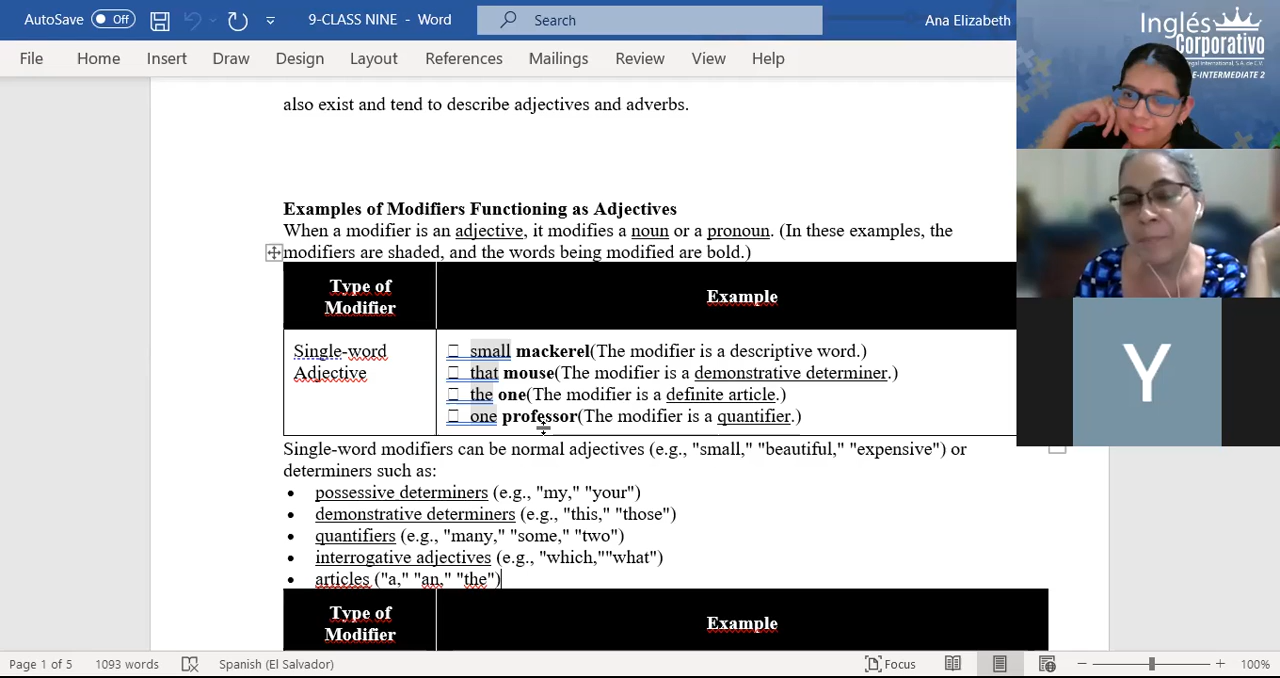 AutoSave Off 9-CLASS NINE - Word Search Ana Elizabeth
File Home Insert Draw Design Layout References Mailings Review View Help
Inglés
Corporativo
E-INTERMEDIATE 2
also exist and tend to describe adjectives and adverbs.
Examples of Modifiers Functioning as Adjectives
When a modifier is an adjective, it modifies a noun or a pronoun. (In these examples, the
modifiers are shaded, and the words being modified are bold.)
Type of
Modifier
Example
Single-word
Adjective
small mackerel(The modifier is a descriptive word.)
that mouse(The modifier is a demonstrative determiner.)
the one(The modifier is a definite article.)
one professor(The modifier is a quantifier.)
Y
Single-word modifiers can be normal adjectives (e.g., "small," "beautiful," "expensive") or
determiners such as:
• possessive determiners (e.g., "my," "your")
• demonstrative determiners (e.g., "this," "those")
• quantifiers (e.g., "many," "some," "two")
• interrogative adjectives (e.g., "which,""what")
• articles ("a," "an," "the")
Type of
Modifier
Example
Page 1 of 5 1093 words Spanish (El Salvador) Focus 100%